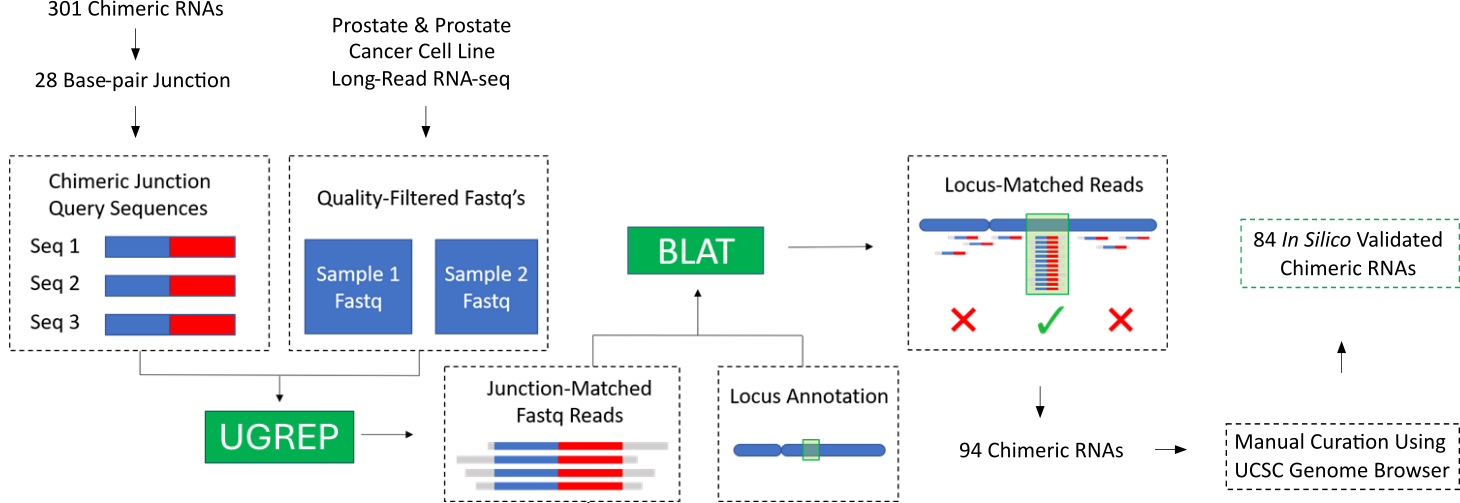 301 Chimeric RNAs
28 Base-pair Junction
Prostate & Prostate
Cancer Cell Line
Long-Read RNA-seq
Chimeric Junction
Query Sequences
Seq 1
Seq 2
Seq 3
Quality-Filtered Fastq's
Sample 1
Fastq
Sample 2
Fastq
UGREP
Junction-Matched
Fastq Reads
Locus Annotation
BLAT
Locus-Matched Reads
94 Chimeric RNAs
Manual Curation Using
UCSC Genome Browser
84 In Silico Validated
Chimeric RNAs